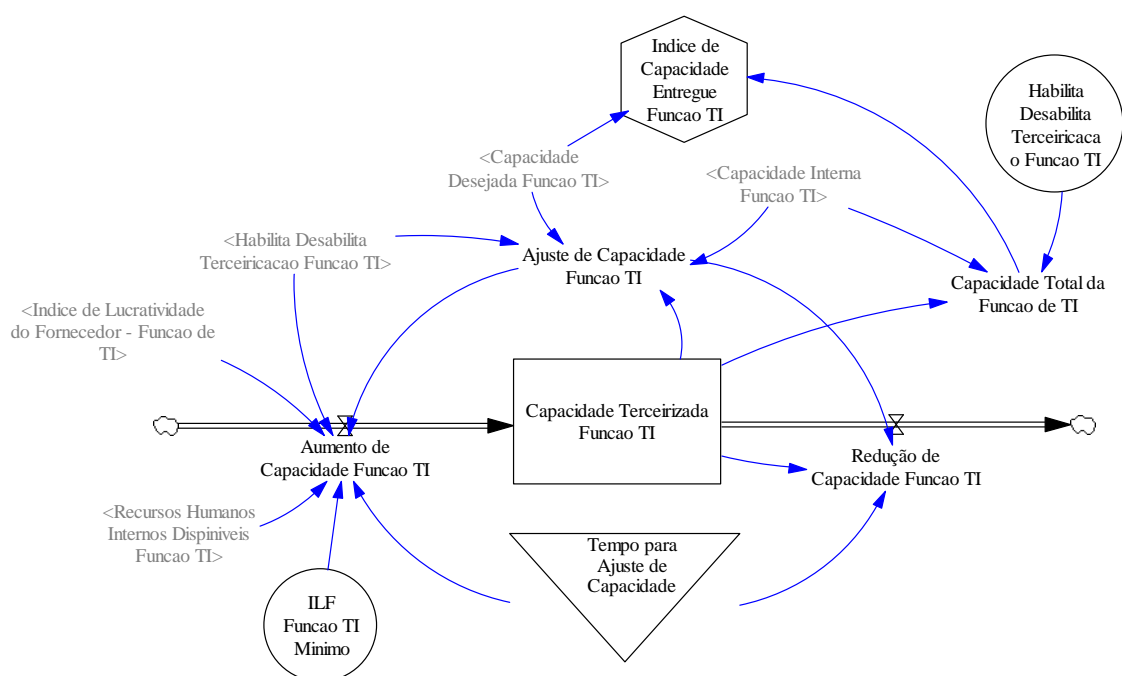 Indice de
Capacidade
Entregue
Funcao TI
Habilita
Desabilita
Terceiricaca
o Funcao TI
<Capacidade
Desejada Funcao TI>
<Capacidade Interna
Funcao TI>
<Habilita Desabilita
Terceiricacao Funcao TI>
Ajuste de Capacidade
Funcao TI
Capacidade Total da
Funcao de TI
<Indice de Lucratividade
do Fornecedor - Funcao de
TI>
Capacidade Terceirizada
Funcao TI
Aumento de
Capacidade Funcao TI
Redução de
Capacidade Funcao TI
<Recursos Humanos
Internos Dispiniveis
Funcao TI>
Tempo para
Ajuste de
Capacidade
ILF
Funcao TI
Minimo